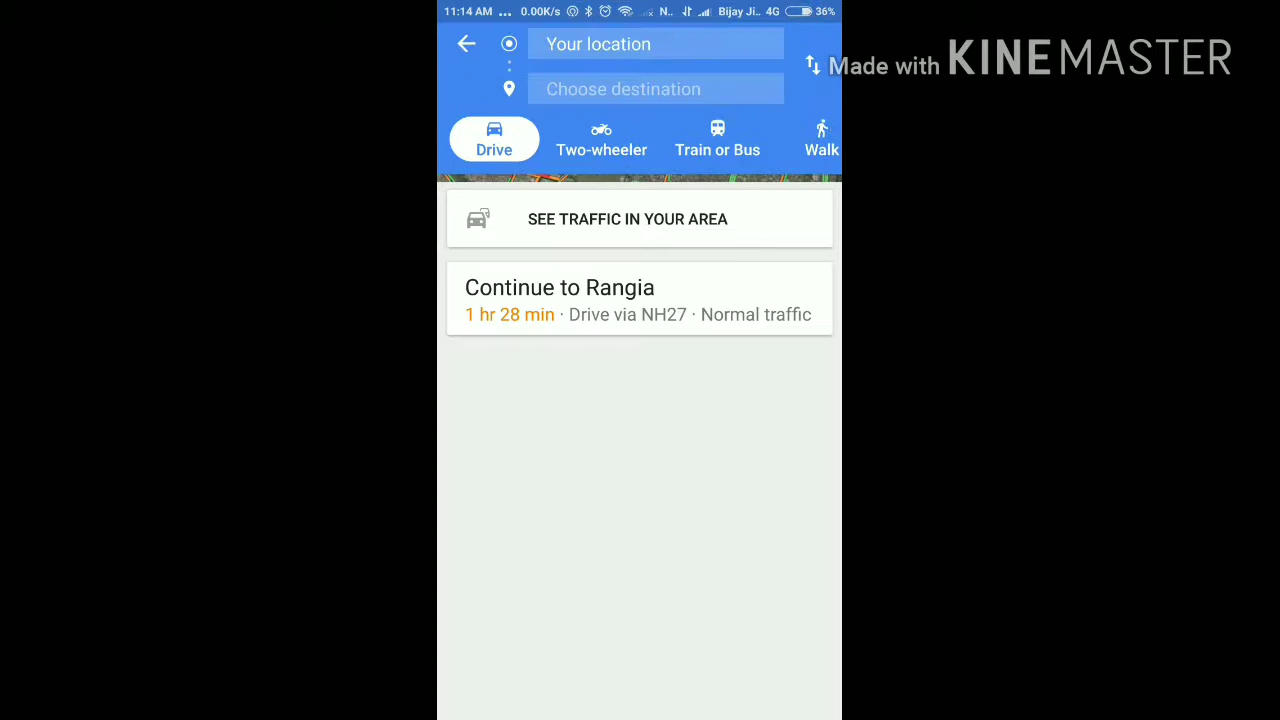 11:14 AM ... 0.00K/s N.. Bijay Ji.. 4G 36%
Your location
Made with KINEMASTER
Choose destination
Drive
Two-wheeler
Train or Bus
Walk
SEE TRAFFIC IN YOUR AREA
Continue to Rangia
1 hr 28 min · Drive via NH27 · Normal traffic